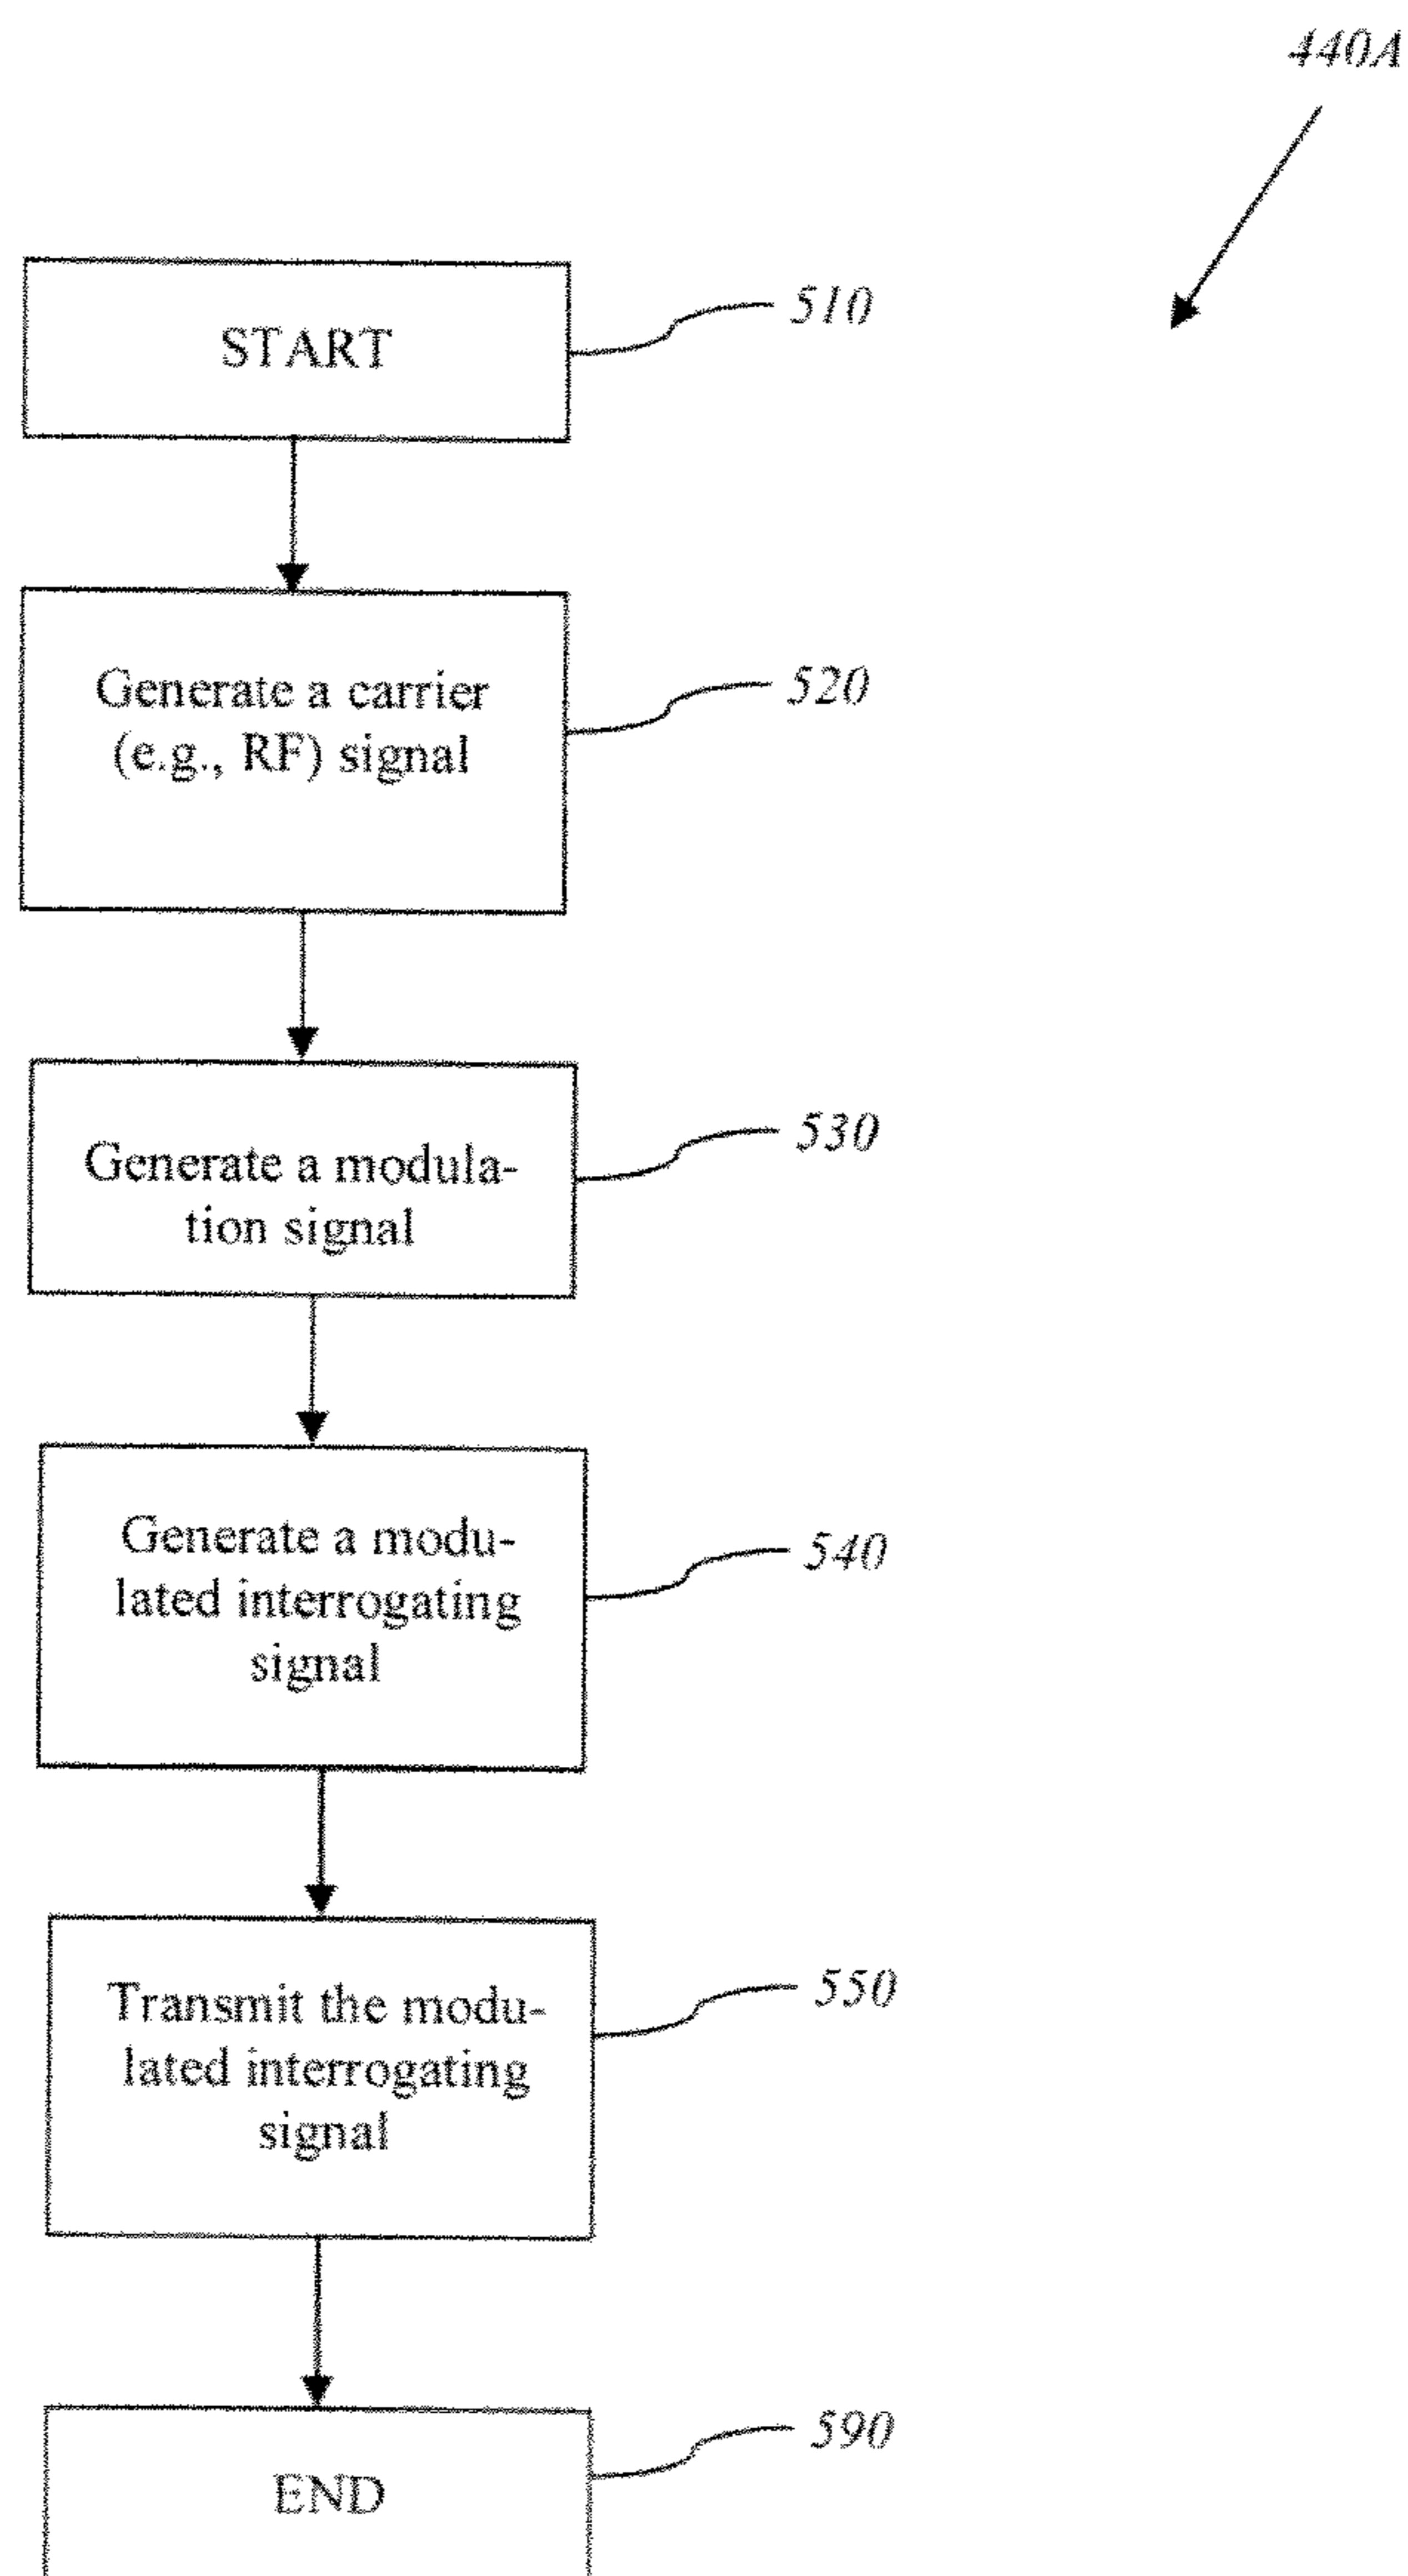 440A
START
510
Generate a carrier
(e.g., RF) signal
520
Generate a modula-
tion signal
530
Generate a modu-
lated interrogating
signal
540
Transmit the modu-
lated interrogating
signal
550
END
590